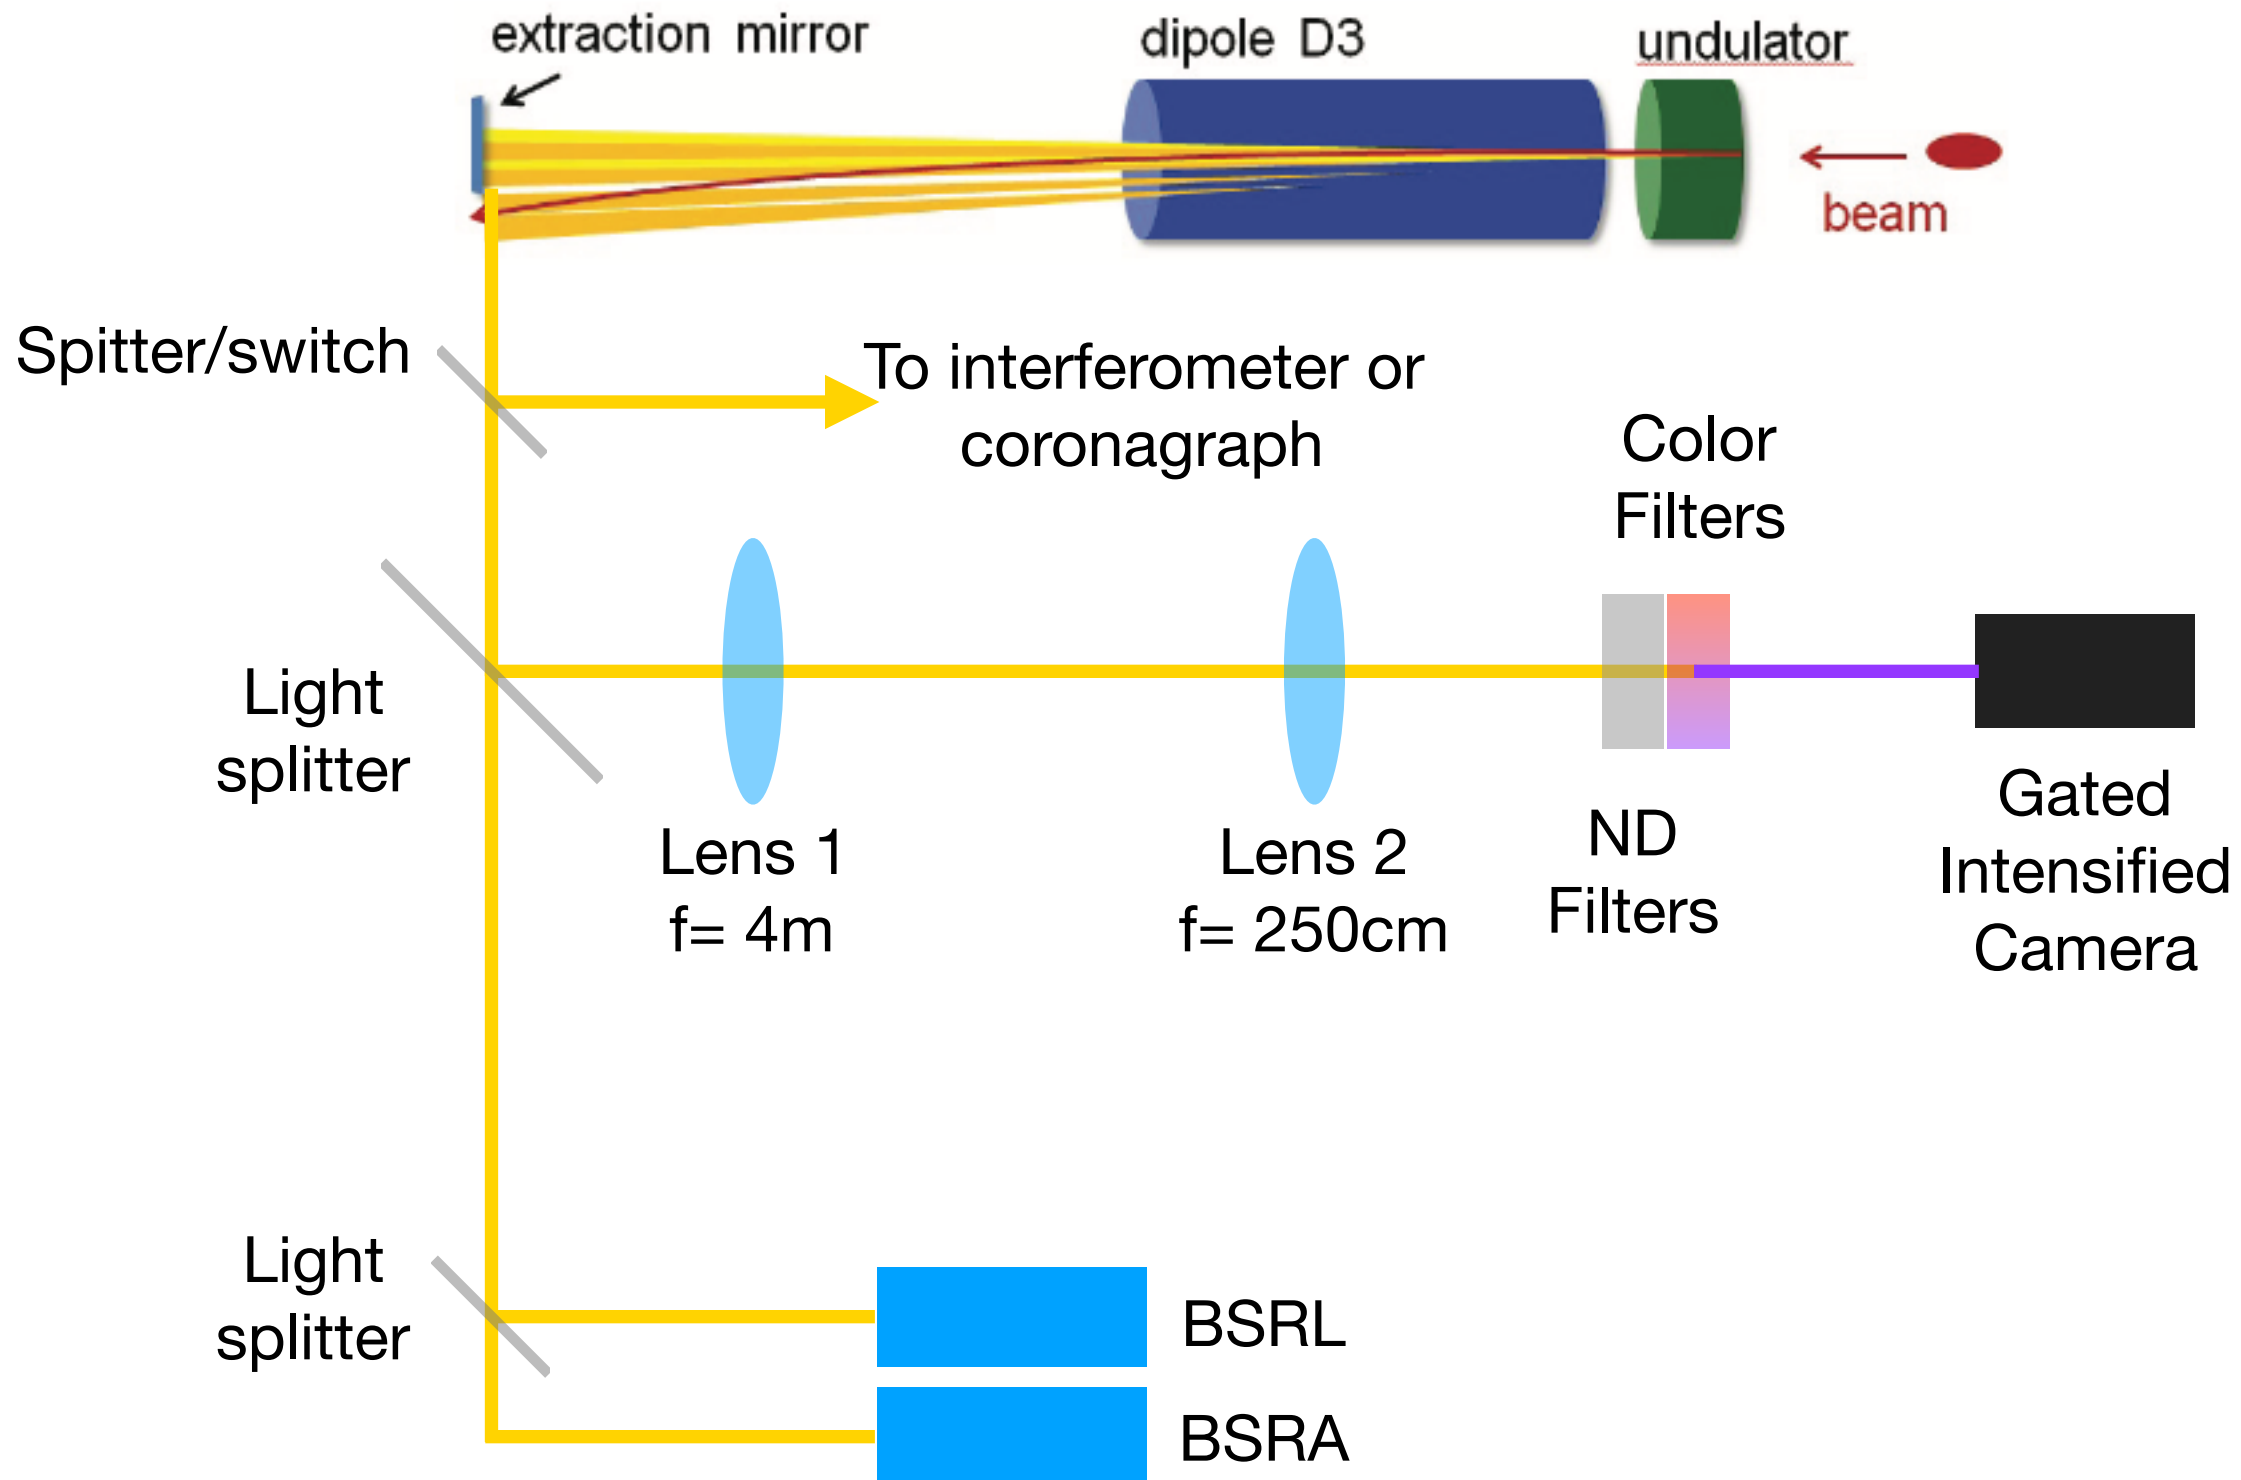 extraction mirror
dipole D3
undulator
beam
Spitter/switch
To interferometer or
coronagraph
Color
Filters
Light
splitter
Lens 1
f= 4m
Lens 2
f= 250cm
ND
Filters
Gated
Intensified
Camera
Light
splitter
BSRL
BSRA